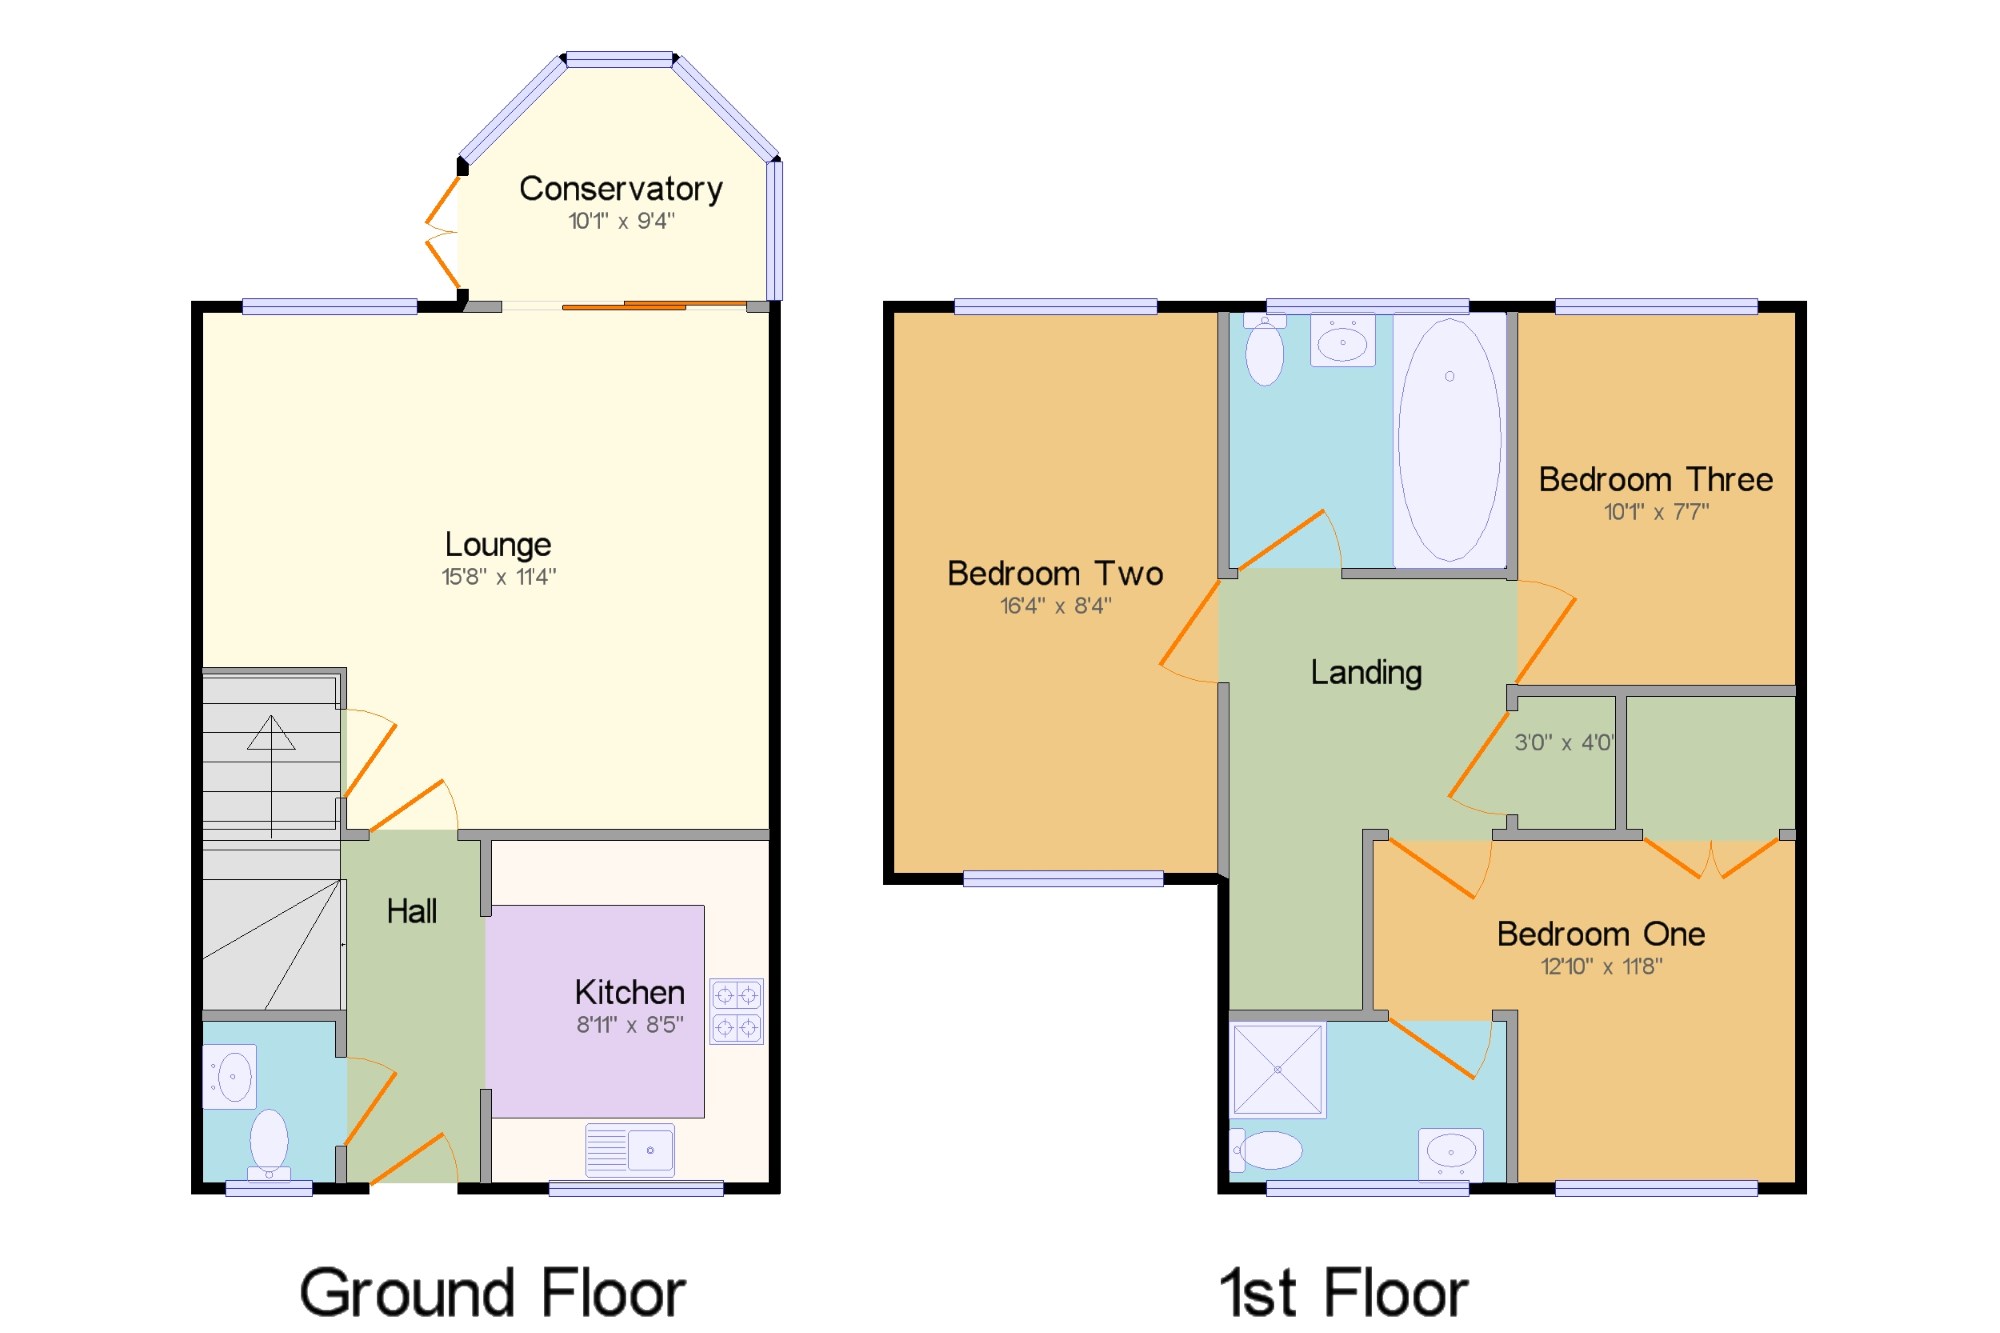 Conservatory
10'1" x 9'4"
Lounge
15'8" x 11'4"
Hall
Kitchen
8'11" x 8'5"
Ground Floor
Bedroom Two
16'4" x 8'4"
Bedroom Three
10'1" x 7'7"
Landing
3'0" x 4'0'
Bedroom One
12'10" x 11'8"
1st Floor